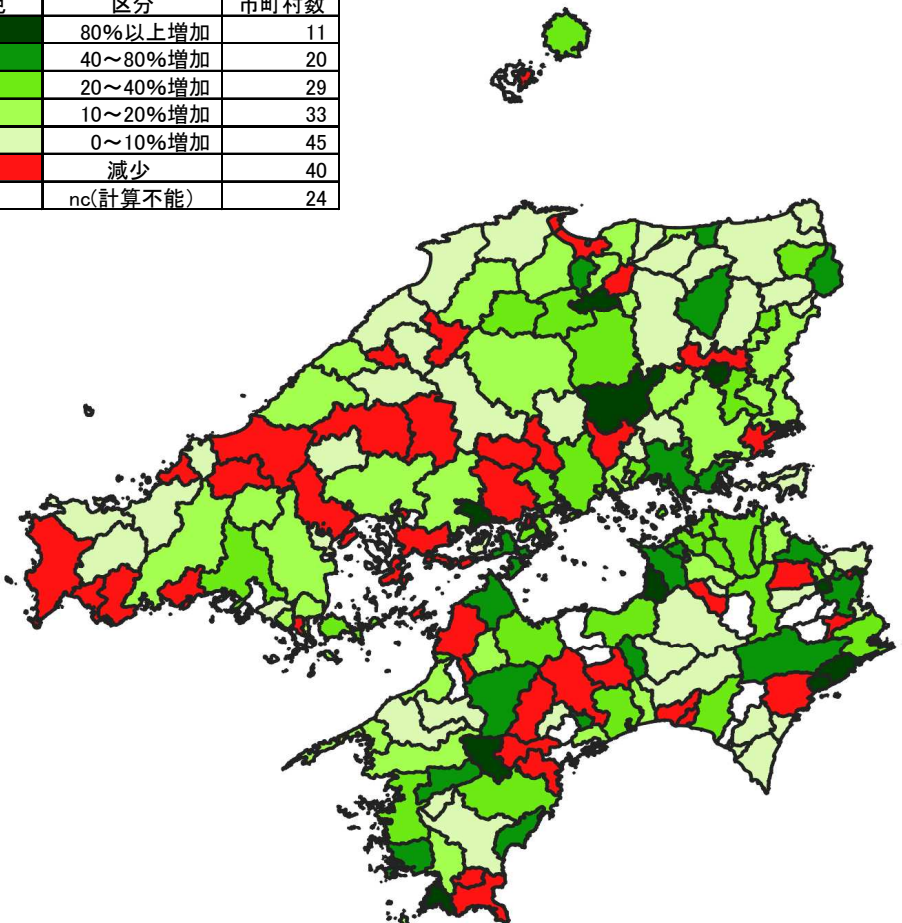 区分 市町村数
80%以上増加 11
40～80%増加 20
20～40%増加 29
10～20%増加 33
0～10%増加 45
減少 40
nc(計算不能) 24